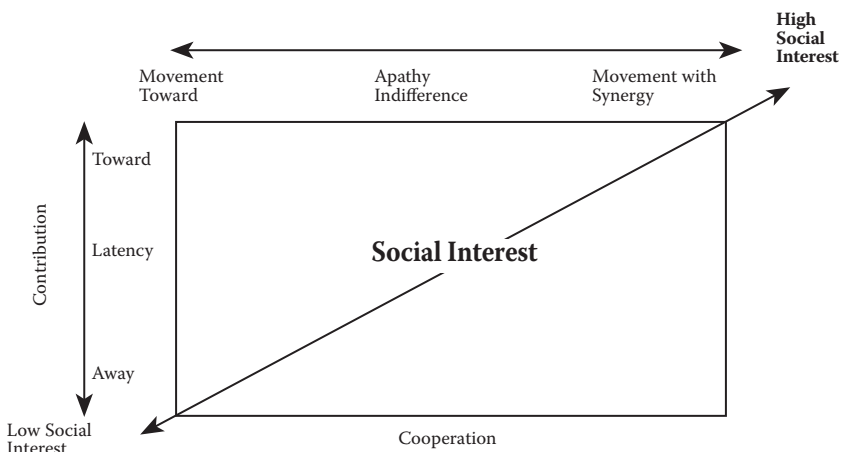 High
Social
Interest
Movement
Toward
Apathy
Indifference
Movement with
Synergy
Toward
Contribution
Latency
Social Interest
Away
Low Social
Interest
Cooperation